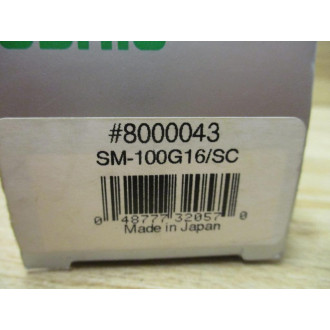 #8000043
SM-100G16/SC
0 48777 32057 0
Made in Japan